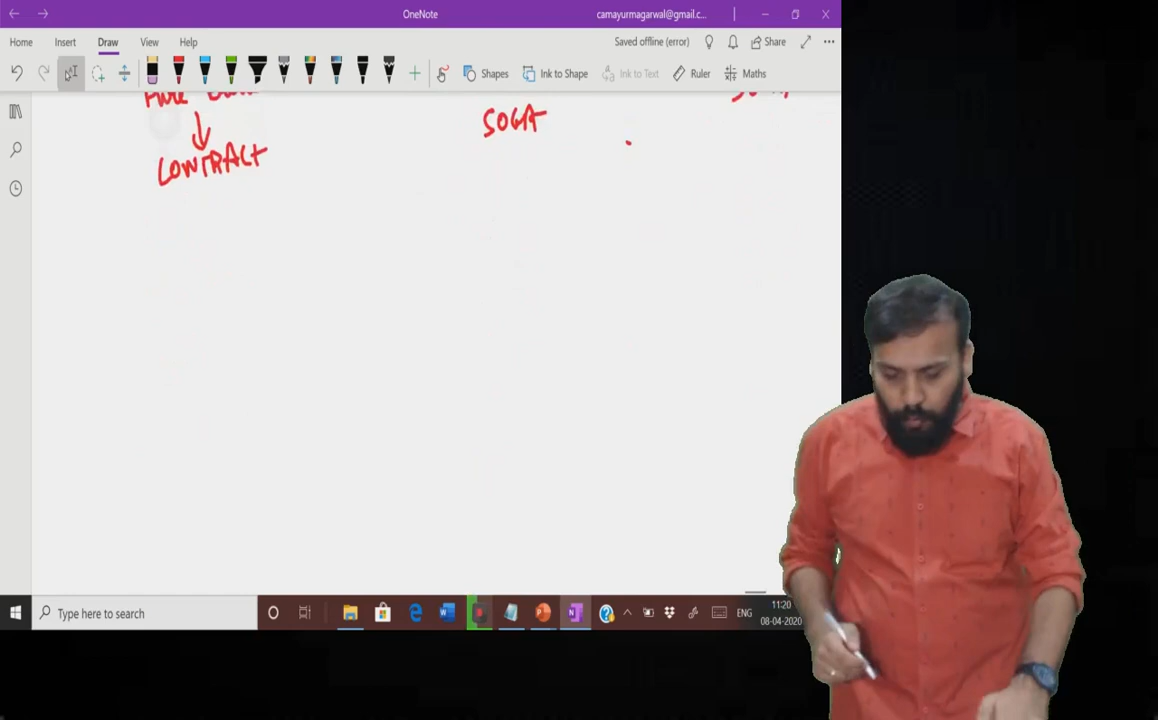 OneNote
camayurmagarwal@gmail.c...
Home Insert Draw View Help
Saved offline (error)
Share
Shapes
Ink to Shape
Ink to Text
Ruler
Maths
SOGA
CONTRACT
Type here to search
ENG
11:20
08-04-2020